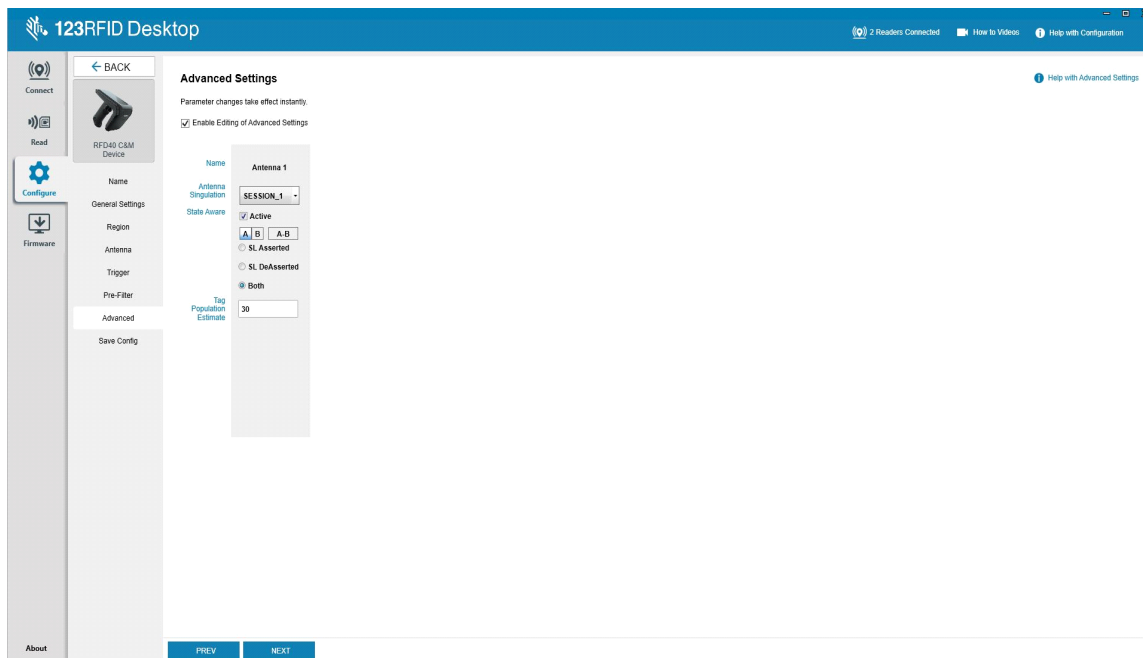 123RFID Desktop
2 Readers Connected
How to Videos
Help with Configuration
Connect
Read
Configure
Firmware
About
BACK
RFD40 C&M
Device
Name
General Settings
Region
Antenna
Trigger
Pre-Filter
Advanced
Save Config
Advanced Settings
Help with Advanced Settings
Parameter changes take effect instantly.
Enable Editing of Advanced Settings
Name
Antenna 1
Antenna
Singulation
SESSION_1
State Aware
Active
A B A-B
SL Asserted
SL DeAsserted
Both
Tag
Population
Estimate
30
PREV NEXT